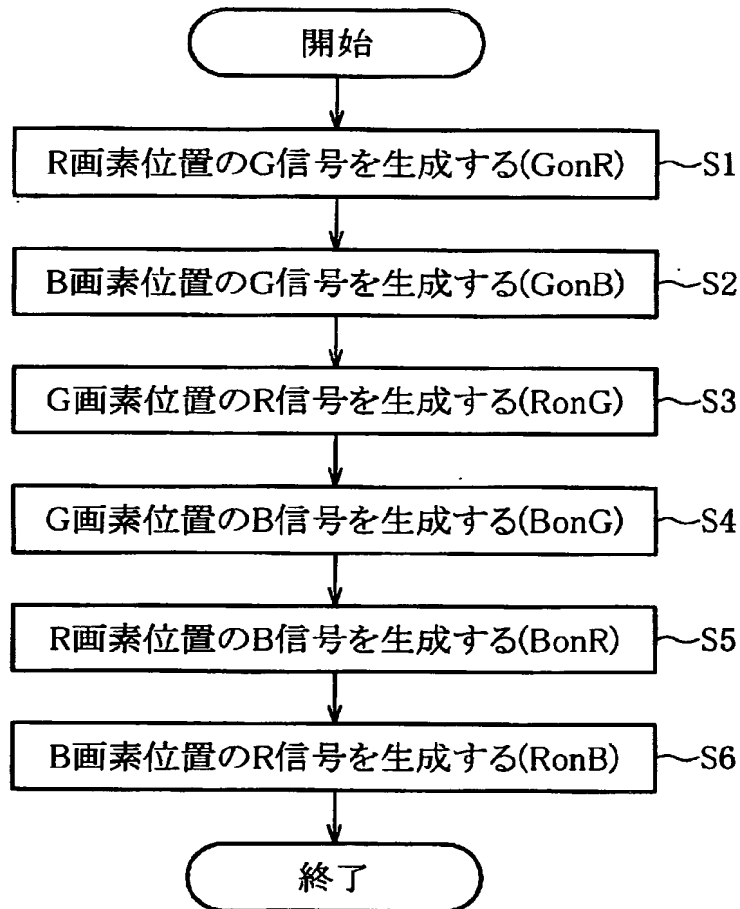 開始
R画素位置のG信号を生成する(GonR) ~S1
B画素位置のG信号を生成する(GonB) ~S2
G画素位置のR信号を生成する(RonG) ~S3
G画素位置のB信号を生成する(BonG) ~S4
R画素位置のB信号を生成する(BonR) ~S5
B画素位置のR信号を生成する(RonB) ~S6
終了